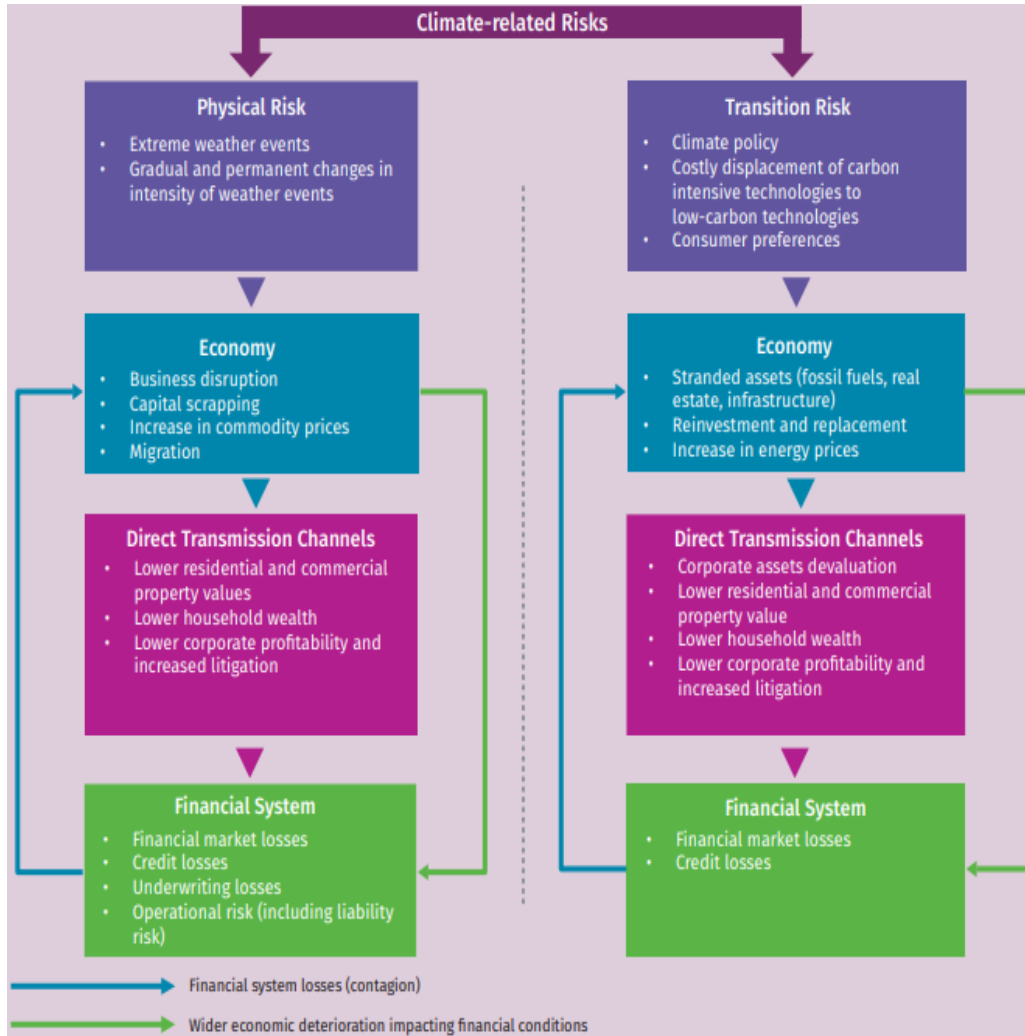 Climate-related Risks
Physical Risk
• Extreme weather events
• Gradual and permanent changes in
intensity of weather events
Economy
• Business disruption
• Capital scrapping
• Increase in commodity prices
• Migration
Direct Transmission Channels
• Lower residential and commercial
property values
• Lower household wealth
• Lower corporate profitability and
increased litigation
Financial System
• Financial market losses
• Credit losses
• Underwriting losses
• Operational risk (including liability
risk)
Transition Risk
• Climate policy
• Costly displacement of carbon
intensive technologies to
low-carbon technologies
• Consumer preferences
Economy
• Stranded assets (fossil fuels, real
estate, infrastructure)
• Reinvestment and replacement
• Increase in energy prices
Direct Transmission Channels
• Corporate assets devaluation
• Lower residential and commercial
property value
• Lower household wealth
• Lower corporate profitability and
increased litigation
Financial System
• Financial market losses
• Credit losses
Financial system losses (contagion)
Wider economic deterioration impacting financial conditions